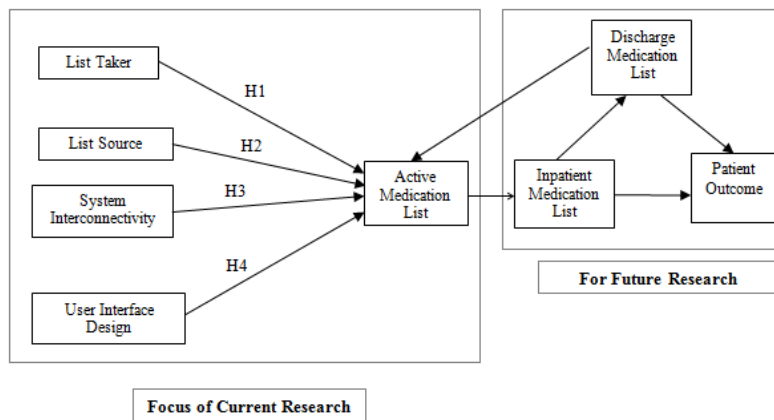 List Taker
H1
List Source
H2
System
Interconnectivity
H3
User Interface
Design
H4
Active
Medication
List
Focus of Current Research
Discharge
Medication
List
Inpatient
Medication
List
Patient
Outcome
For Future Research